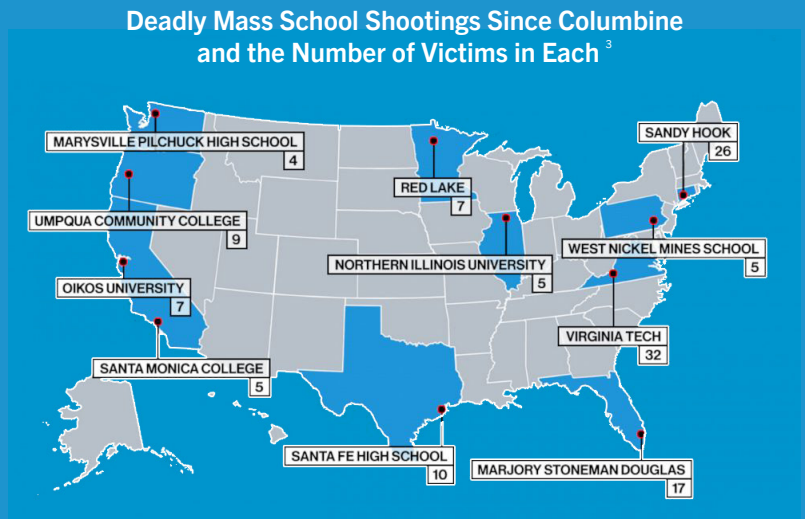 Deadly Mass School Shootings Since Columbine
and the Number of Victims in Each 3
MARYSVILLE PILCHUCK HIGH SCHOOL
4
UMPQUA COMMUNITY COLLEGE
9
OIKOS UNIVERSITY
7
SANTA MONICA COLLEGE
5
RED LAKE
7
NORTHERN ILLINOIS UNIVERSITY
5
SANDY HOOK
26
WEST NICKEL MINES SCHOOL
5
VIRGINIA TECH
32
SANTA FE HIGH SCHOOL
10
MARJORY STONEMAN DOUGLAS
17